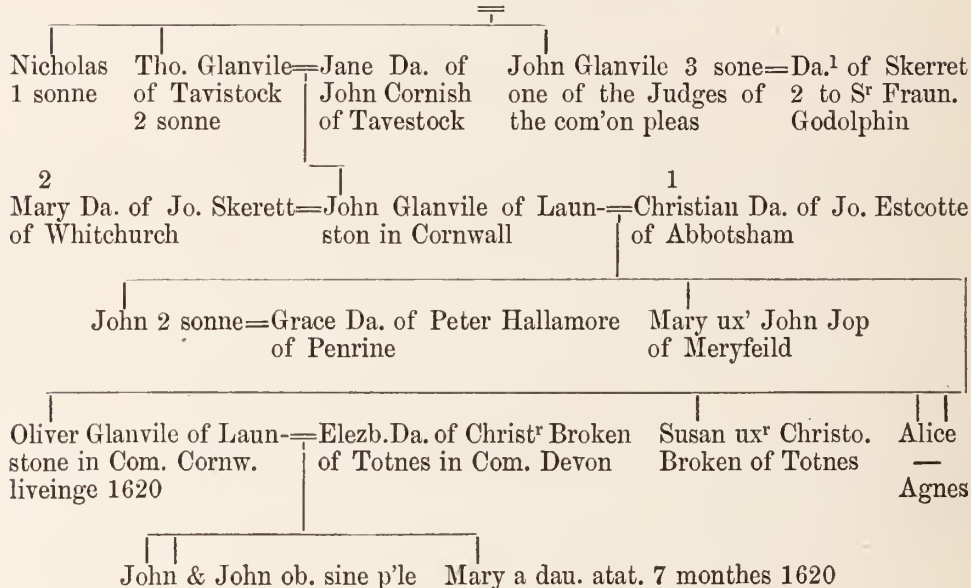 Nicholas
1 sonne
Tho. Glanvile=Jane Da. of
of Tavistock John Cornish
2 sonne of Tavestock
John Glanvile 3 sone=Da.¹ of Skerret
one of the Judges of 2 to Sʳ Fraun.
the com'on pleas Godolphin
2
Mary Da. of Jo. Skerett=John Glanvile of Laun-=Christian Da. of Jo. Estcotte
of Whitchurch ston in Cornwall of Abbotsham
1
John 2 sonne=Grace Da. of Peter Hallamore
of Penrine
Mary ux' John Jop
of Meryfeild
Oliver Glanvile of Laun-=Elezb.Da. of Christʳ Broken
stone in Com. Cornw. of Totnes in Com. Devon
liveinge 1620
Susan uxʳ Christo.
Broken of Totnes
Alice
—
Agnes
John & John ob. sine p'le
Mary a dau. atat. 7 monthes 1620